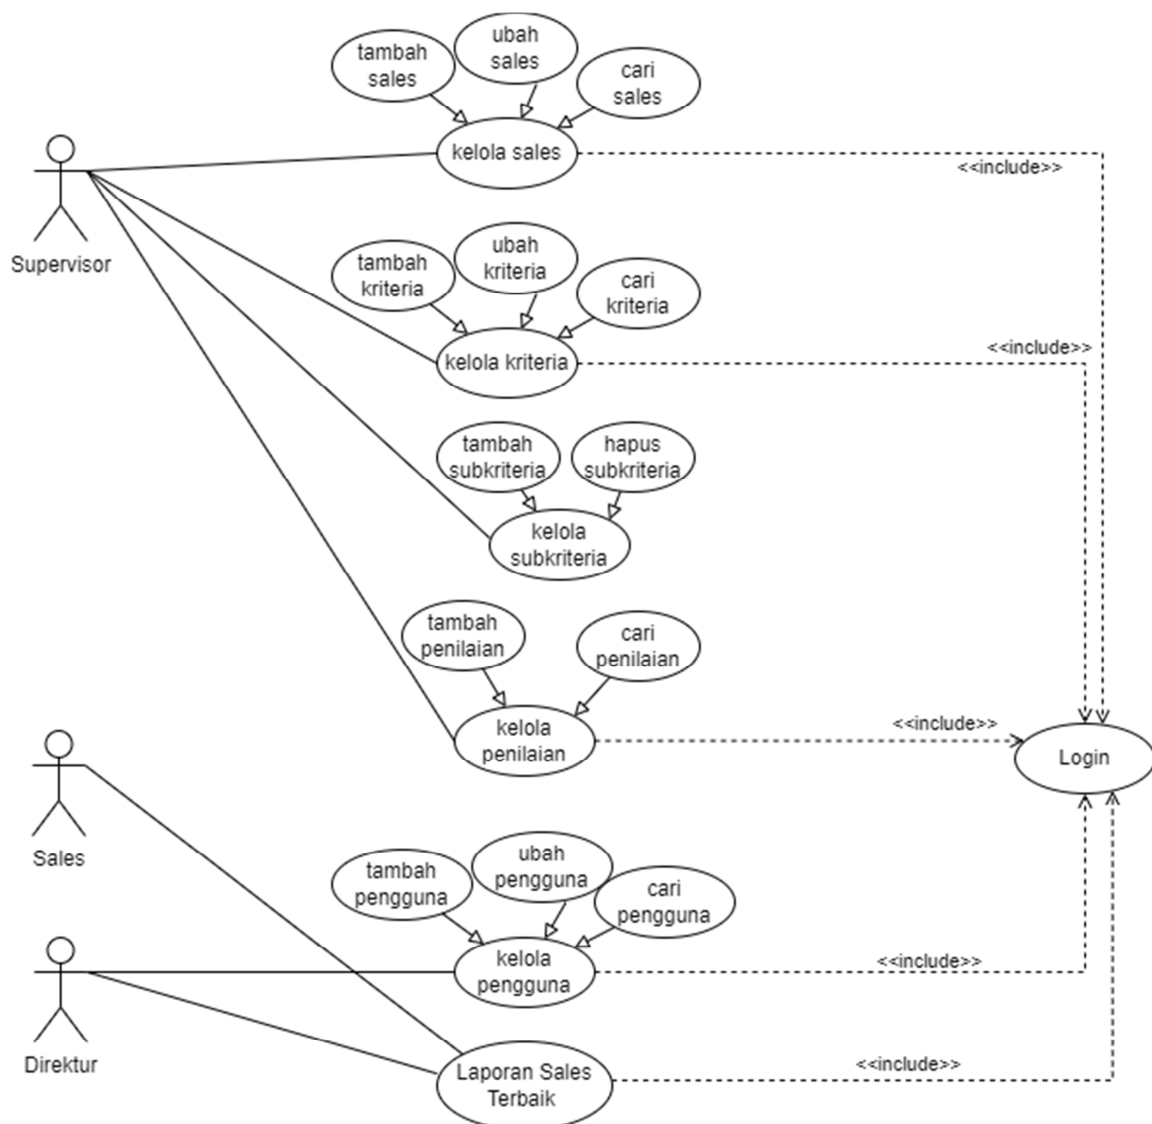 tambah
sales
ubah
sales
cari
sales
kelola sales
<<include>>
Supervisor
tambah
kriteria
ubah
kriteria
cari
kriteria
kelola kriteria
<<include>>
tambah
subkriteria
hapus
subkriteria
kelola
subkriteria
tambah
penilaian
cari
penilaian
kelola
penilaian
<<include>>
Login
Sales
tambah
pengguna
ubah
pengguna
cari
pengguna
kelola
pengguna
<<include>>
Direktur
Laporan Sales
Terbaik
<<include>>